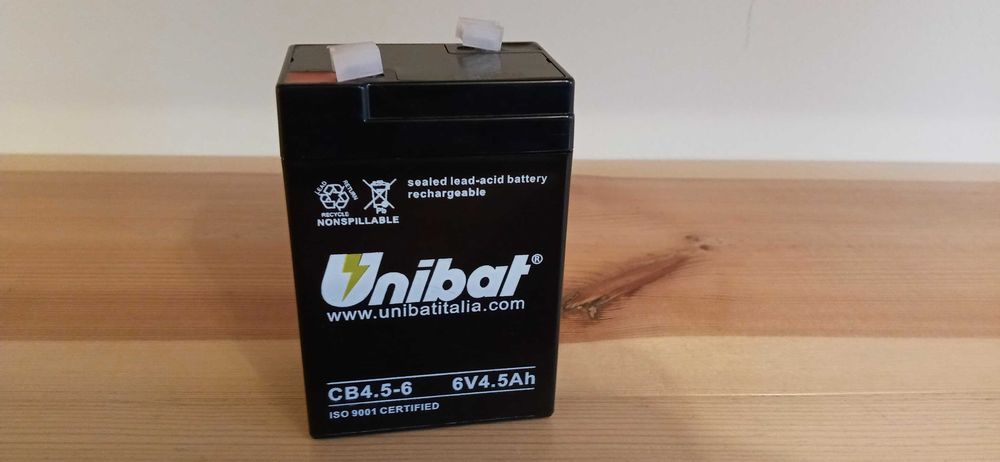 LEAD RETURN
RECYCLE
Pb
NONSPILLABLE
sealed lead-acid battery
rechargeable
Unibat®
www.unibatitalia.com
CB4.5-6 6V4.5Ah
ISO 9001 CERTIFIED